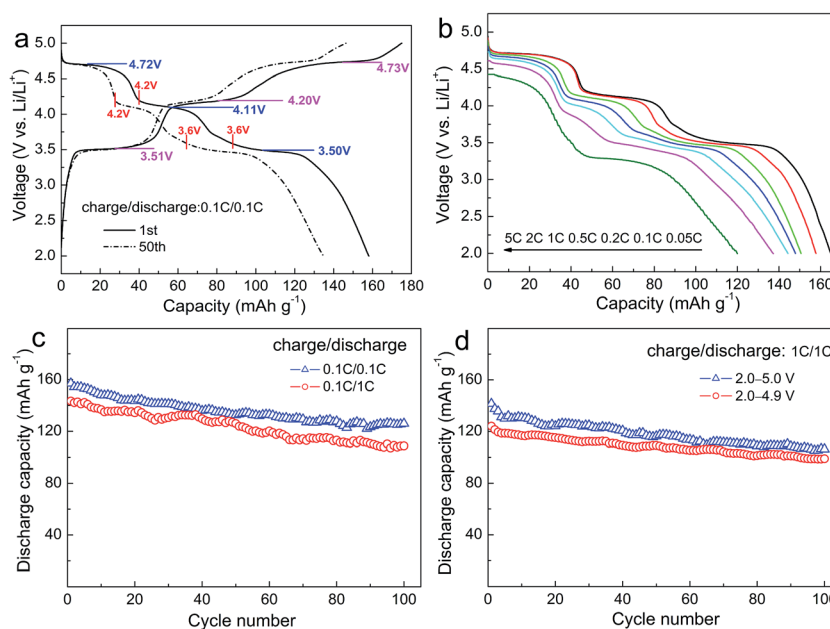 a
5.0
4.5
4.0
3.5
3.0
2.5
2.0
Voltage (V vs. Li/Li⁺)
4.72V
4.2V
4.73V
4.20V
4.2V
4.11V
3.6V
3.6V
3.50V
3.51V
charge/discharge:0.1C/0.1C
1st
50th
0 20 40 60 80 100 120 140 160 180
Capacity (mAh g⁻¹)
b
5.0
4.5
4.0
3.5
3.0
2.5
2.0
Voltage (V vs. Li/Li⁺)
5C 2C 1C 0.5C 0.2C 0.1C 0.05C
0 20 40 60 80 100 120 140 160
Capacity (mAh g⁻¹)
c
charge/discharge
0.1C/0.1C
0.1C/1C
160
120
80
40
Discharge capacity (mAh g⁻¹)
0 20 40 60 80 100
Cycle number
d
charge/discharge: 1C/1C
2.0–5.0 V
2.0–4.9 V
160
120
80
40
Discharge capacity (mAh g⁻¹)
0 20 40 60 80 100
Cycle number